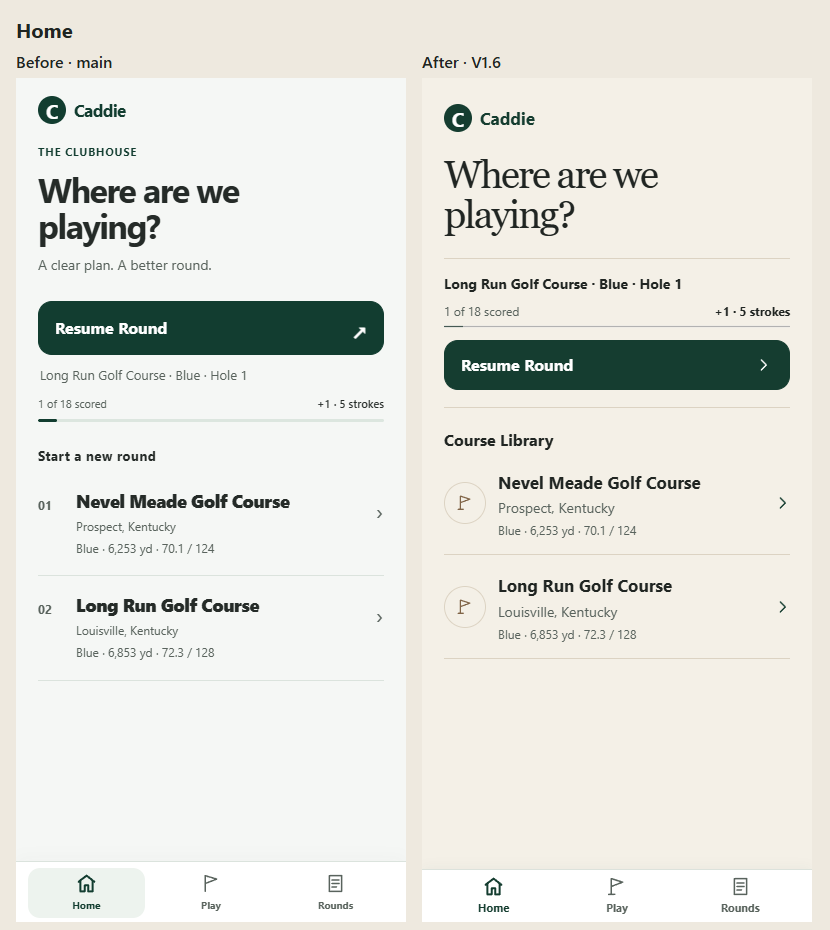 Home
Before · main
C Caddie
THE CLUBHOUSE
Where are we
playing?
A clear plan. A better round.
Resume Round
Long Run Golf Course · Blue · Hole 1
1 of 18 scored
+1 · 5 strokes
Start a new round
01
Nevel Meade Golf Course
Prospect, Kentucky
Blue · 6,253 yd · 70.1 / 124
02
Long Run Golf Course
Louisville, Kentucky
Blue · 6,853 yd · 72.3 / 128
Home
Play
Rounds
After · V1.6
C Caddie
Where are we
playing?
Long Run Golf Course · Blue · Hole 1
1 of 18 scored
+1 · 5 strokes
Resume Round
Course Library
Nevel Meade Golf Course
Prospect, Kentucky
Blue · 6,253 yd · 70.1 / 124
Long Run Golf Course
Louisville, Kentucky
Blue · 6,853 yd · 72.3 / 128
Home
Play
Rounds